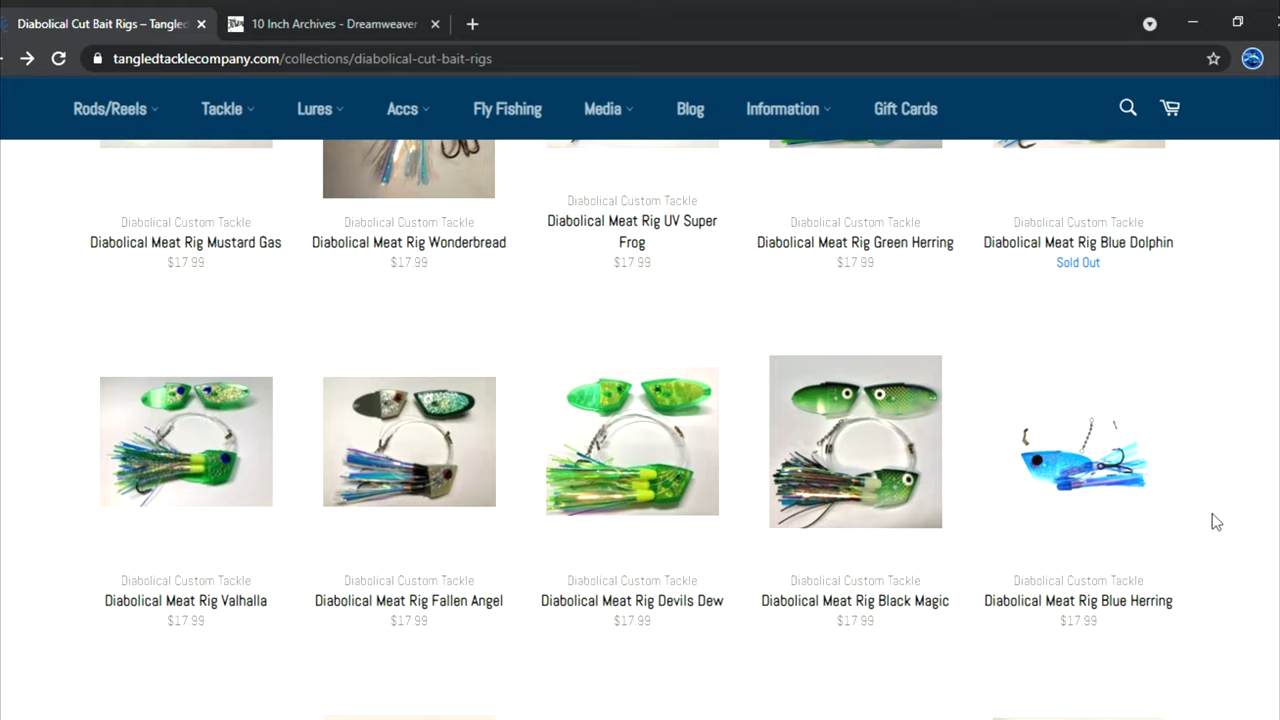 Diabolical Cut Bait Rigs – Tangled
10 Inch Archives - Dreamweaver
tangledtacklecompany.com/collections/diabolical-cut-bait-rigs
Rods/Reels Tackle Lures Accs Fly Fishing Media Blog Information Gift Cards
Diabolical Custom Tackle
Diabolical Meat Rig Mustard Gas
$17.99
Diabolical Custom Tackle
Diabolical Meat Rig Wonderbread
$17.99
Diabolical Custom Tackle
Diabolical Meat Rig UV Super
Frog
$17.99
Diabolical Custom Tackle
Diabolical Meat Rig Green Herring
$17.99
Diabolical Custom Tackle
Diabolical Meat Rig Blue Dolphin
Sold Out
Diabolical Custom Tackle
Diabolical Meat Rig Valhalla
$17.99
Diabolical Custom Tackle
Diabolical Meat Rig Fallen Angel
$17.99
Diabolical Custom Tackle
Diabolical Meat Rig Devils Dew
$17.99
Diabolical Custom Tackle
Diabolical Meat Rig Black Magic
$17.99
Diabolical Custom Tackle
Diabolical Meat Rig Blue Herring
$17.99